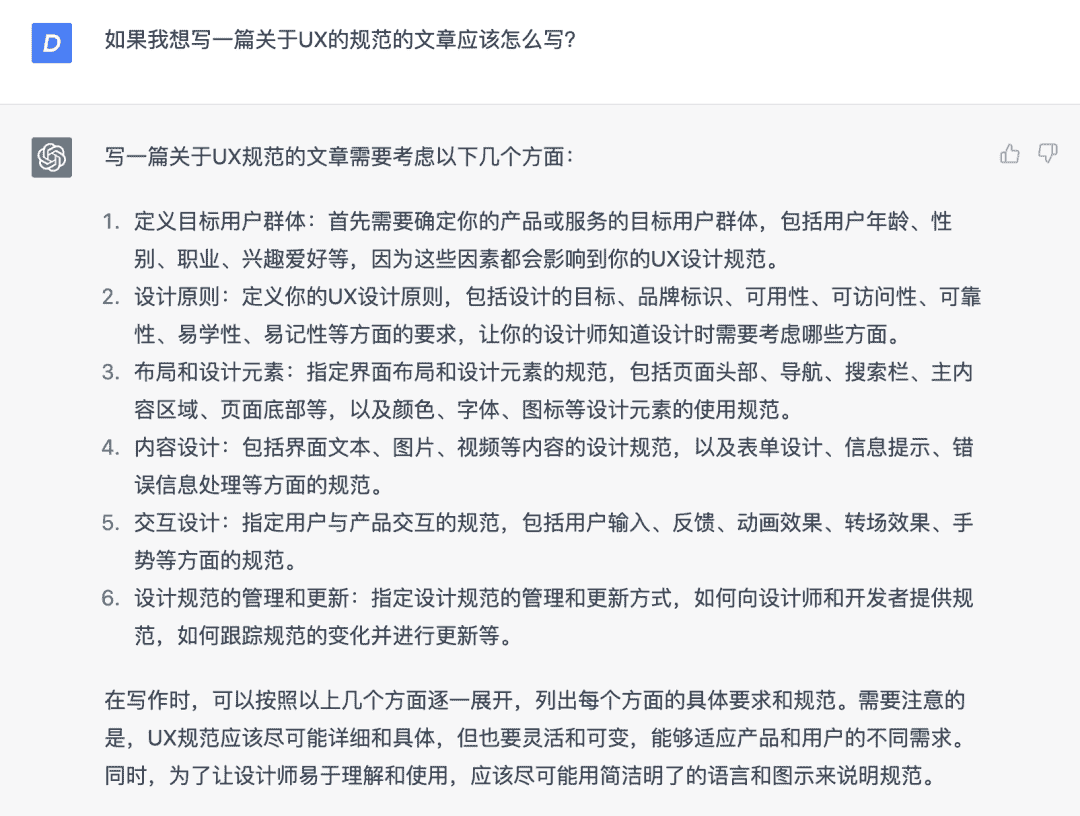 D
如果我想写一篇关于UX的规范的文章应该怎么写?
写一篇关于UX规范的文章需要考虑以下几个方面：
1. 定义目标用户群体：首先需要确定你的产品或服务的目标用户群体，包括用户年龄、性
别、职业、兴趣爱好等，因为这些因素都会影响到你的UX设计规范。
2. 设计原则：定义你的UX设计原则，包括设计的目标、品牌标识、可用性、可访问性、可靠
性、易学性、易记性等方面的要求，让你的设计师知道设计时需要考虑哪些方面。
3. 布局和设计元素：指定界面布局和设计元素的规范，包括页面头部、导航、搜索栏、主内
容区域、页面底部等，以及颜色、字体、图标等设计元素的使用规范。
4. 内容设计：包括界面文本、图片、视频等内容的设计规范，以及表单设计、信息提示、错
误信息处理等方面的规范。
5. 交互设计：指定用户与产品交互的规范，包括用户输入、反馈、动画效果、转场效果、手
势等方面的规范。
6. 设计规范的管理和更新：指定设计规范的管理和更新方式，如何向设计师和开发者提供规
范，如何跟踪规范的变化并进行更新等。
在写作时，可以按照以上几个方面逐一展开，列出每个方面的具体要求和规范。需要注意的
是，UX规范应该尽可能详细和具体，但也要灵活和可变，能够适应产品和用户的不同需求。
同时，为了让设计师易于理解和使用，应该尽可能用简洁明了的语言和图示来说明规范。